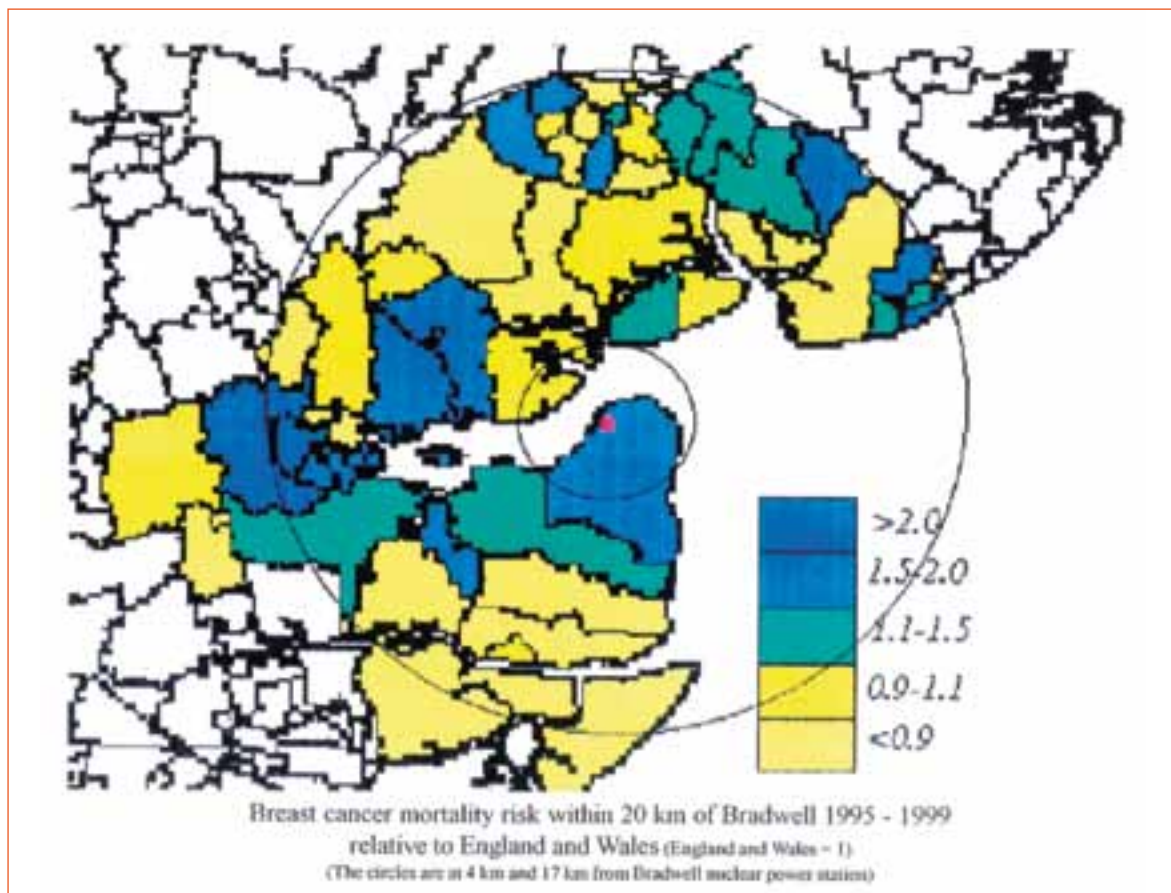 >2.0
1.5-2.0
1.1-1.5
0.9-1.1
<0.9
Breast cancer mortality risk within 20 km of Bradwell 1995 - 1999
relative to England and Wales (England and Wales = 1)
(The circles are at 4 km and 17 km from Bradwell nuclear power station)